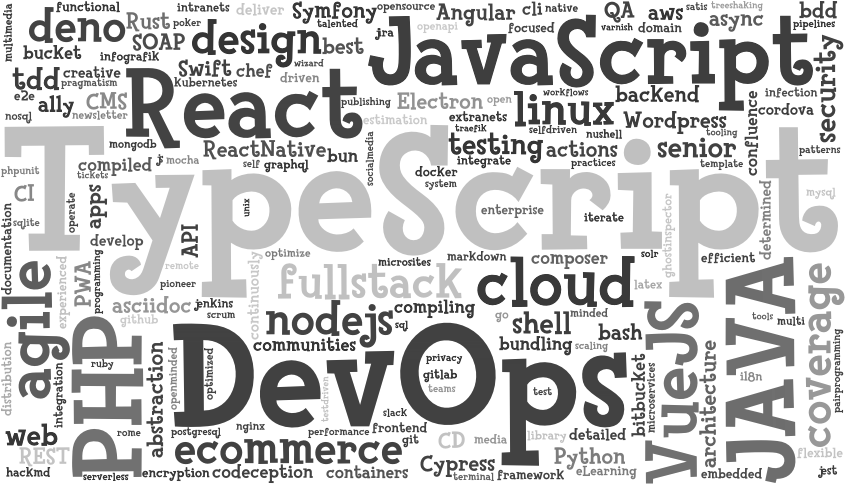 multimedia
functional
intranets
deliver
Symfony
opensource
Angular
cli
native
QA
aws
satis
treeshaking
bdd
deno
Rust
poker
talented
openapi
focused
varnish
domain
async
pipelines
bucket
SOAP
design
best
jra
JavaScript
security
infografik
wizard
tdd
creative
Swift
chef
driven
React
Kubernetes
workflows
backend
infection
pragmatism
e2e
ally
CMS
publishing
Electron
open
linux
confluence
cordova
nosql
newsletter
estimation
extranets
Wordpress
traefik
selfdriven
nushell
tooling
mongodb
ReactNative
bun
socialmedia
testing
actions
senior
patterns
TypeScript
compiled
js
mocha
self
graphql
integrate
practices
template
phpunit
tickets
docker
system
CI
apps
operate
unix
enterprise
iterate
ghostinspector
determined
mysql
sqlite
documentation
develop
API
optimize
microsites
markdown
composer
solr
efficient
experienced
PWA
programming
remote
continuously
fullstack
cloud
latex
pioneer
agile
asciidoc
jenkins
scrum
github
nodejs
sql
compiling
go
shell
minded
bash
VueJS
JAVA
tools
multi
coverage
PHP
DevOps
communities
bundling
scaling
distribution
integration
ruby
abstraction
openminded
optimized
testdriven
privacy
gitlab
teams
test
bitbucket
microservices
architecture
i18n
pairprogramming
slack
web
rome
postgresql
nginx
performance
frontend
git
CD
media
library
detailed
REST
ecommerce
Python
flexible
hackmd
serverless
encryption
codeception
containers
Cypress
terminal
framework
eLearning
embedded
jest